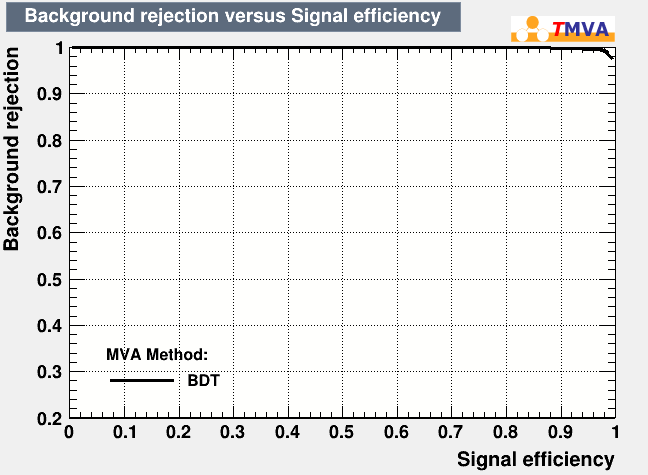 Background rejection versus Signal efficiency
TMVA
Background rejection
1
0.9
0.8
0.7
0.6
0.5
0.4
0.3
0.2
MVA Method:
BDT
0 0.1 0.2 0.3 0.4 0.5 0.6 0.7 0.8 0.9 1
Signal efficiency